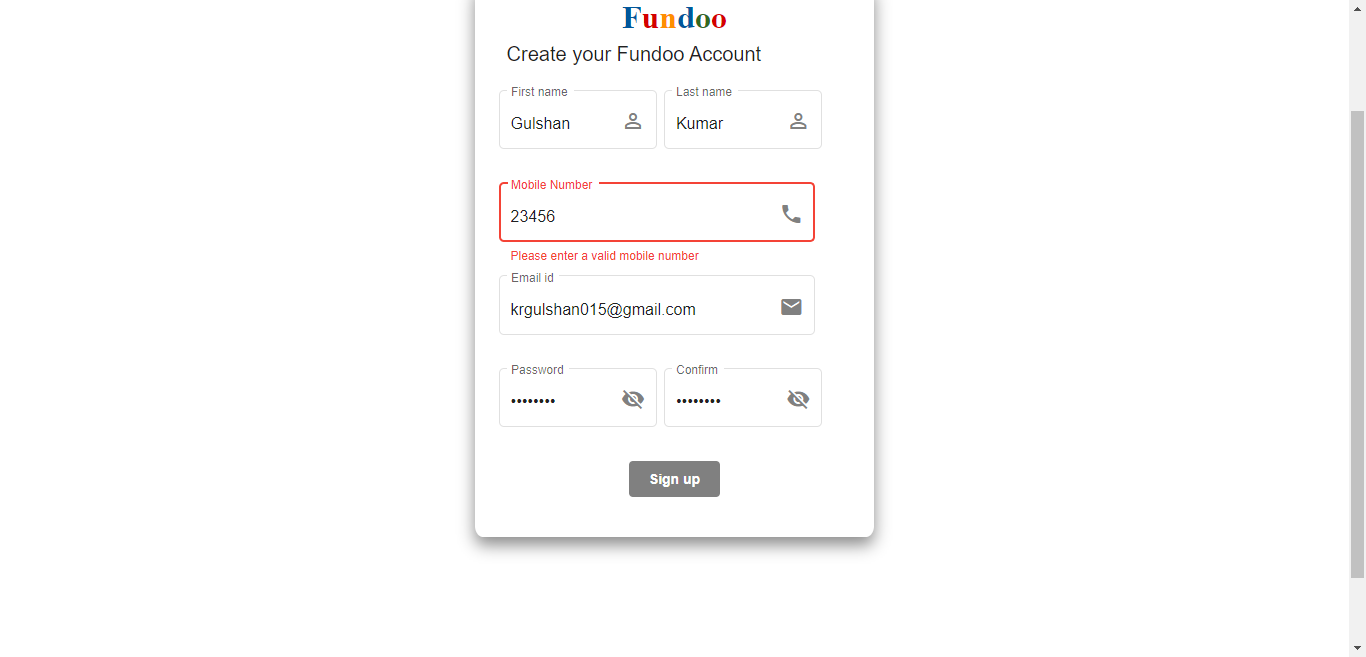 Fundoo
Create your Fundoo Account
First name Last name
Gulshan Kumar
Mobile Number
23456
Please enter a valid mobile number
Email id
krgulshan015@gmail.com
Password Confirm
•••••••• ••••••••
Sign up